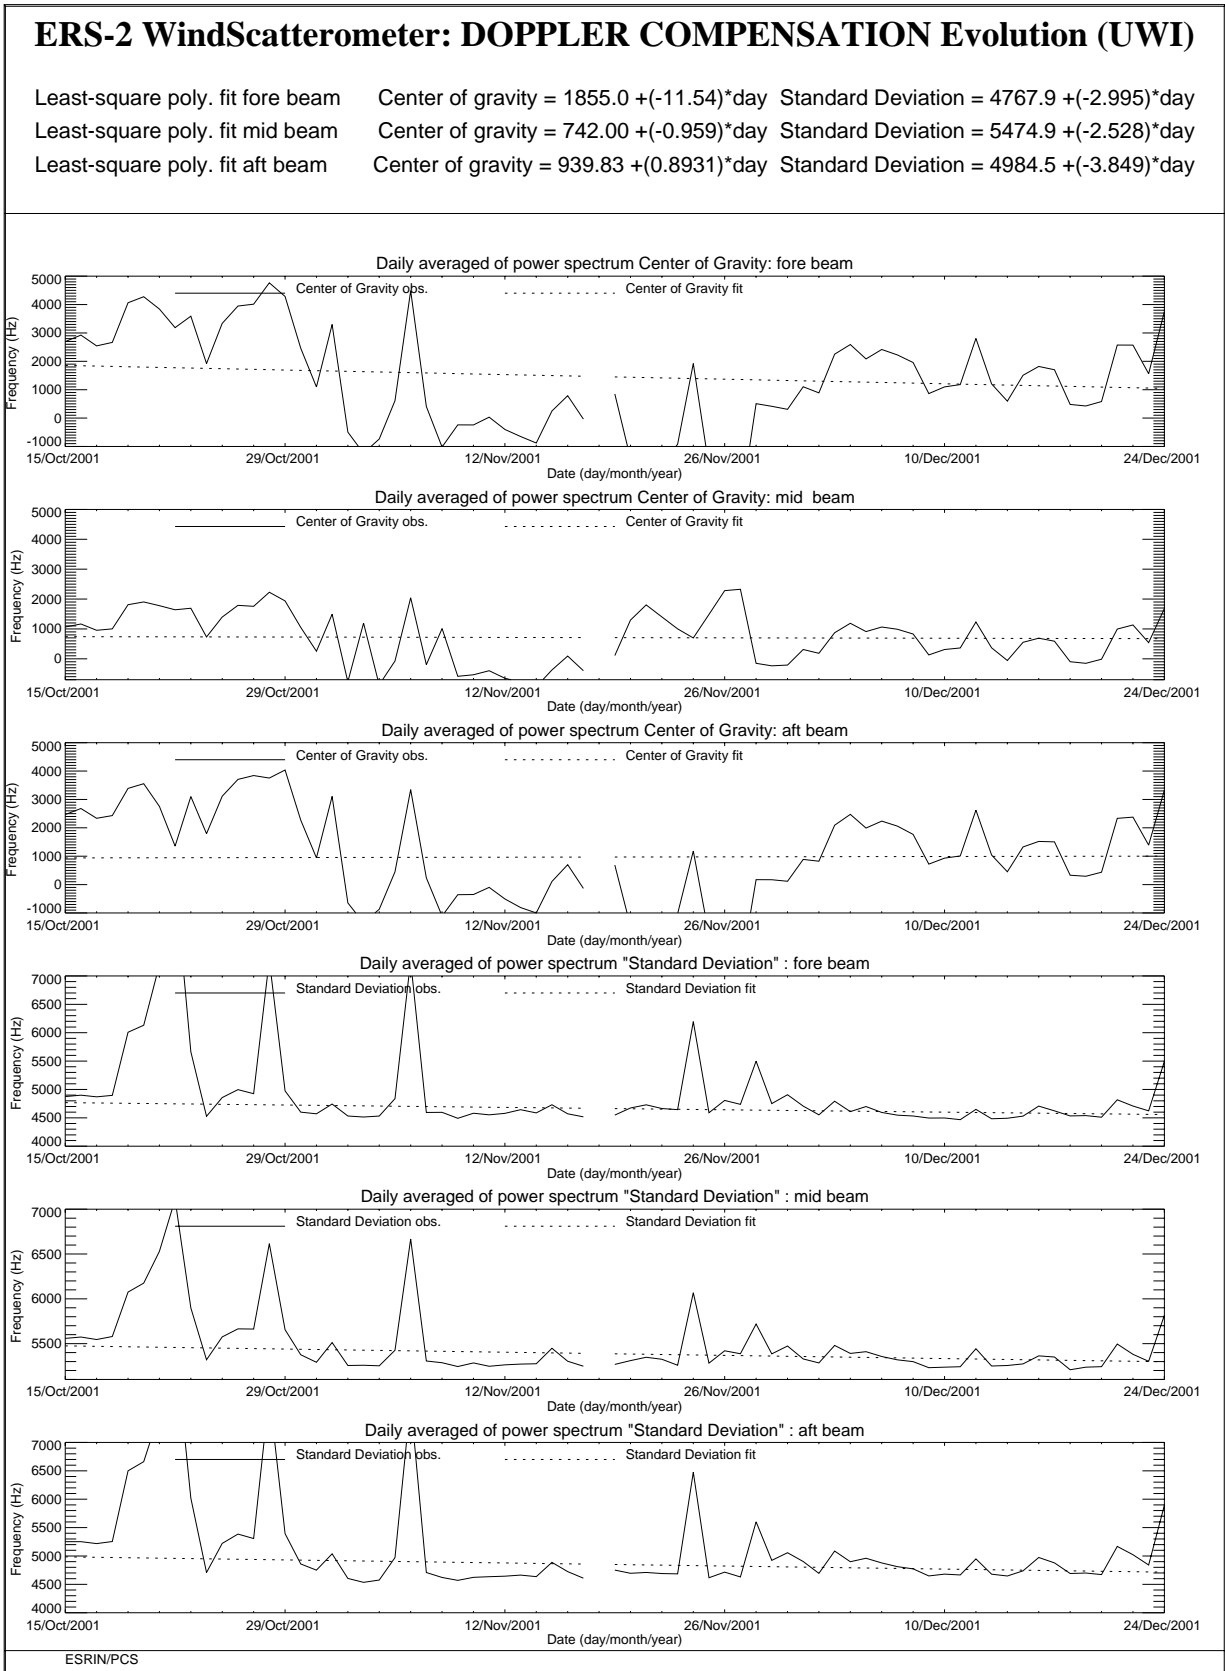 ERS-2 WindScatterometer: DOPPLER COMPENSATION Evolution (UWI)
Least-square poly. fit fore beam Center of gravity = 1855.0 +(-11.54)*day Standard Deviation = 4767.9 +(-2.995)*day
Least-square poly. fit mid beam Center of gravity = 742.00 +(-0.959)*day Standard Deviation = 5474.9 +(-2.528)*day
Least-square poly. fit aft beam Center of gravity = 939.83 +(0.8931)*day Standard Deviation = 4984.5 +(-3.849)*day
Daily averaged of power spectrum Center of Gravity: fore beam
Center of Gravity obs. Center of Gravity fit
Frequency (Hz)
5000
4000
3000
2000
1000
0
-1000
15/Oct/2001 29/Oct/2001 12/Nov/2001 26/Nov/2001 10/Dec/2001 24/Dec/2001
Date (day/month/year)
Daily averaged of power spectrum Center of Gravity: mid beam
Center of Gravity obs. Center of Gravity fit
Frequency (Hz)
5000
4000
3000
2000
1000
0
15/Oct/2001 29/Oct/2001 12/Nov/2001 26/Nov/2001 10/Dec/2001 24/Dec/2001
Date (day/month/year)
Daily averaged of power spectrum Center of Gravity: aft beam
Center of Gravity obs. Center of Gravity fit
Frequency (Hz)
5000
4000
3000
2000
1000
0
-1000
15/Oct/2001 29/Oct/2001 12/Nov/2001 26/Nov/2001 10/Dec/2001 24/Dec/2001
Date (day/month/year)
Daily averaged of power spectrum "Standard Deviation" : fore beam
Standard Deviation obs. Standard Deviation fit
Frequency (Hz)
7000
6500
6000
5500
5000
4500
4000
15/Oct/2001 29/Oct/2001 12/Nov/2001 26/Nov/2001 10/Dec/2001 24/Dec/2001
Date (day/month/year)
Daily averaged of power spectrum "Standard Deviation" : mid beam
Standard Deviation obs. Standard Deviation fit
Frequency (Hz)
7000
6500
6000
5500
15/Oct/2001 29/Oct/2001 12/Nov/2001 26/Nov/2001 10/Dec/2001 24/Dec/2001
Date (day/month/year)
Daily averaged of power spectrum "Standard Deviation" : aft beam
Standard Deviation obs. Standard Deviation fit
Frequency (Hz)
7000
6500
6000
5500
5000
4500
4000
15/Oct/2001 29/Oct/2001 12/Nov/2001 26/Nov/2001 10/Dec/2001 24/Dec/2001
Date (day/month/year)
ESRIN/PCS